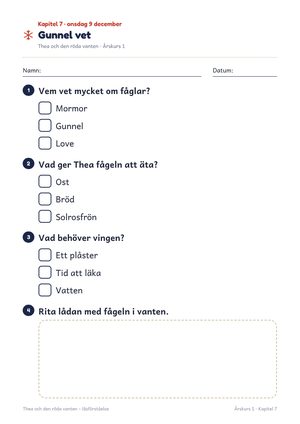 Kapitel 7 · onsdag 9 december
Gunnel vet
Thea och den röda vanten · Årskurs 1
Namn:
Datum:
1 Vem vet mycket om fåglar?
Mormor
Gunnel
Love
2 Vad ger Thea fågeln att äta?
Ost
Bröd
Solrosfrön
3 Vad behöver vingen?
Ett plåster
Tid att läka
Vatten
4 Rita lådan med fågeln i vanten.
Thea och den röda vanten – läsförståelse
Årskurs 1 · Kapitel 7